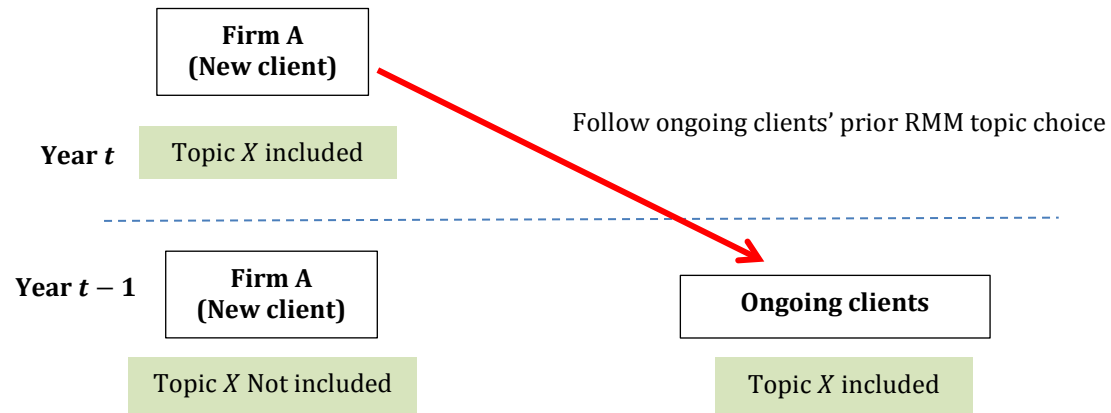 Firm A
(New client)
Follow ongoing clients’ prior RMM topic choice
Year t
Topic X included
Year t − 1
Firm A
(New client)
Ongoing clients
Topic X Not included
Topic X included